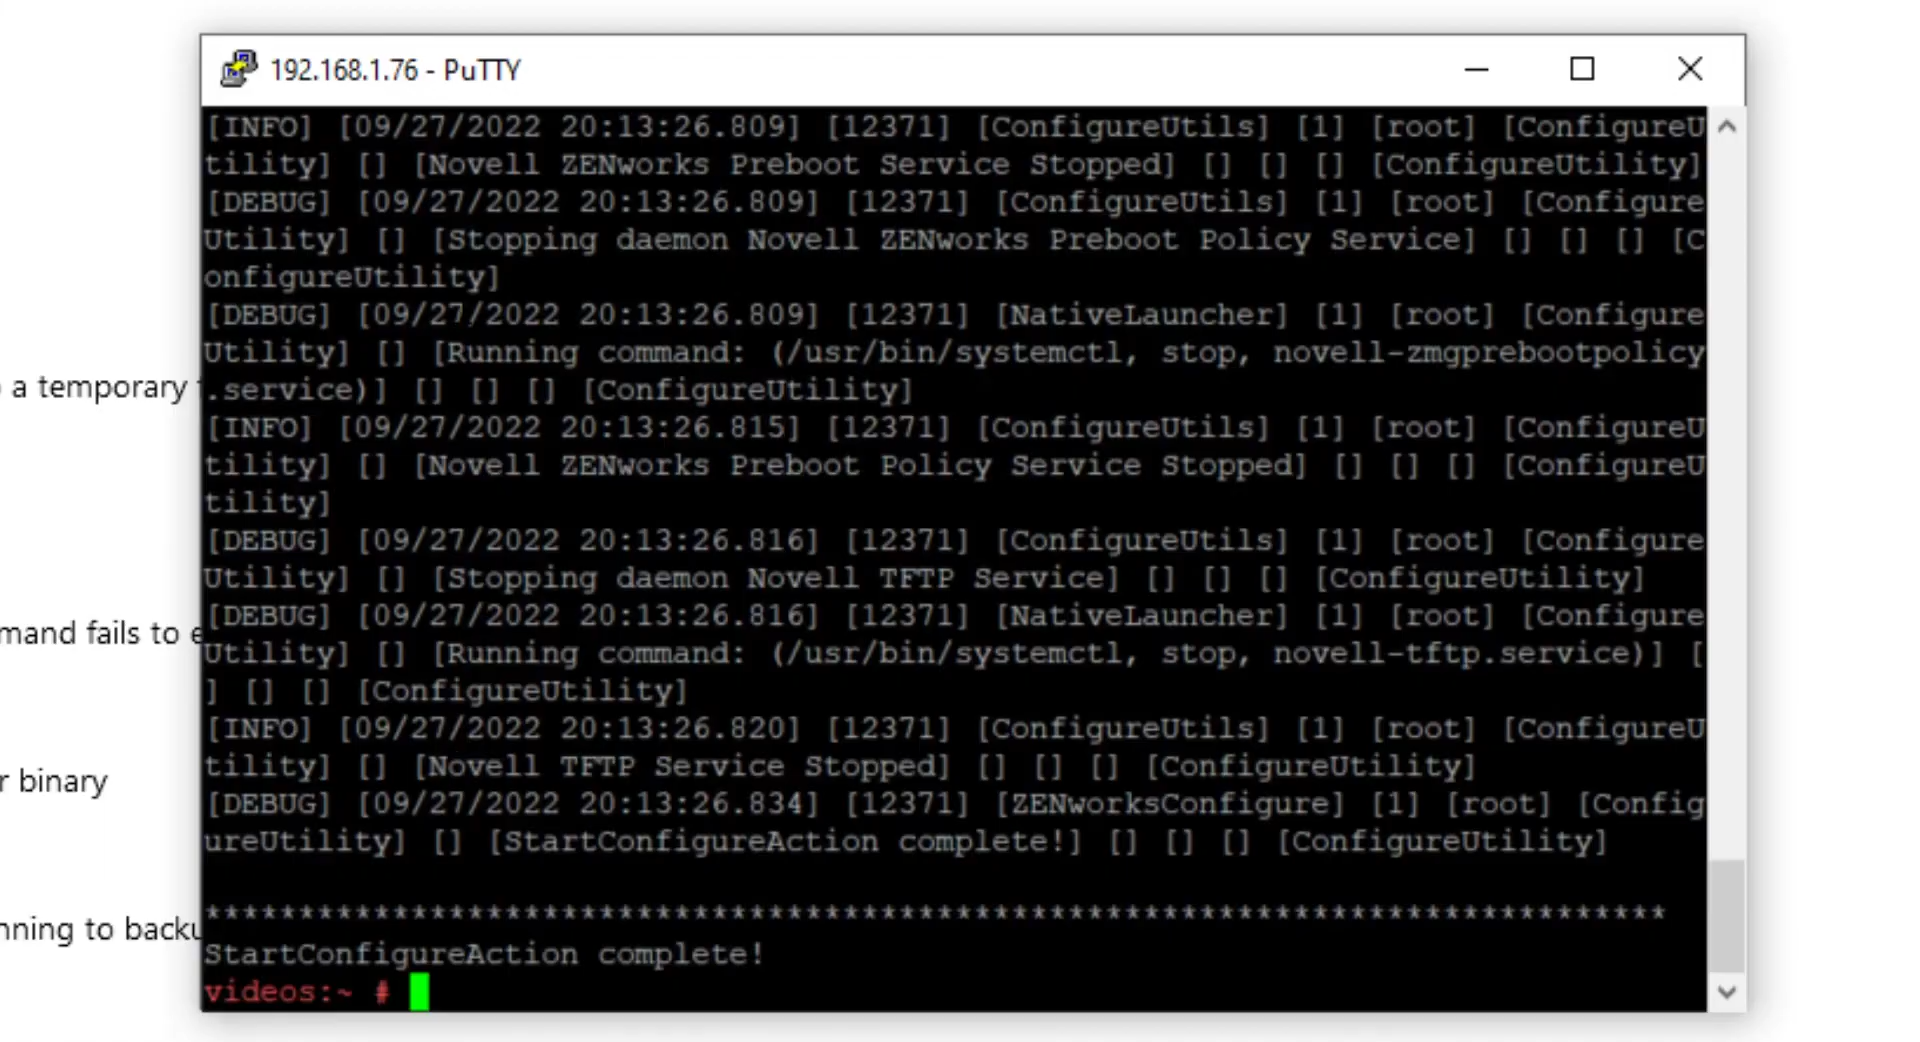 192.168.1.76 - PuTTY
[INFO] [09/27/2022 20:13:26.809] [12371] [ConfigureUtils] [1] [root] [ConfigureU
tility] [] [Novell ZENworks Preboot Service Stopped] [] [] [] [ConfigureUtility]
[DEBUG] [09/27/2022 20:13:26.809] [12371] [ConfigureUtils] [1] [root] [Configure
Utility] [] [Stopping daemon Novell ZENworks Preboot Policy Service] [] [] [] [C
onfigureUtility]
[DEBUG] [09/27/2022 20:13:26.809] [12371] [NativeLauncher] [1] [root] [Configure
Utility] [] [Running command: (/usr/bin/systemctl, stop, novell-zmgprebootpolicy
a temporary
.service)] [] [] [] [ConfigureUtility]
[INFO] [09/27/2022 20:13:26.815] [12371] [ConfigureUtils] [1] [root] [ConfigureU
tility] [] [Novell ZENworks Preboot Policy Service Stopped] [] [] [] [ConfigureU
tility]
[DEBUG] [09/27/2022 20:13:26.816] [12371] [ConfigureUtils] [1] [root] [Configure
Utility] [] [Stopping daemon Novell TFTP Service] [] [] [] [ConfigureUtility]
[DEBUG] [09/27/2022 20:13:26.816] [12371] [NativeLauncher] [1] [root] [Configure
mand fails to e
Utility] [] [Running command: (/usr/bin/systemctl, stop, novell-tftp.service)] [
] [] [] [ConfigureUtility]
[INFO] [09/27/2022 20:13:26.820] [12371] [ConfigureUtils] [1] [root] [ConfigureU
tility] [] [Novell TFTP Service Stopped] [] [] [] [ConfigureUtility]
r binary
[DEBUG] [09/27/2022 20:13:26.834] [12371] [ZENworksConfigure] [1] [root] [Config
ureUtility] [] [StartConfigureAction complete!] [] [] [] [ConfigureUtility]
******************************************************************************
nning to backu
StartConfigureAction complete!
videos:~ #